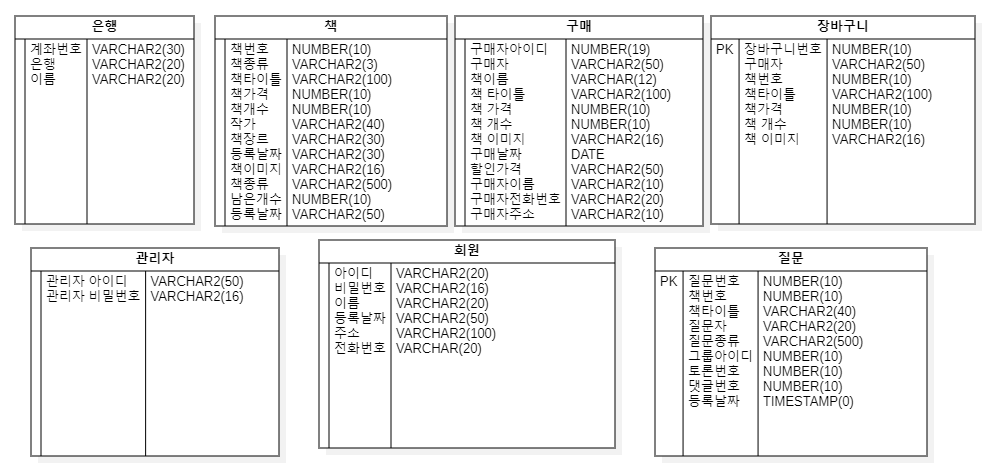 은행
계좌번호 VARCHAR2(30)
은행 VARCHAR2(20)
이름 VARCHAR2(20)
책
책번호 NUMBER(10)
책종류 VARCHAR2(3)
책타이틀 VARCHAR2(100)
책가격 NUMBER(10)
책개수 NUMBER(10)
작가 VARCHAR2(40)
책장르 VARCHAR2(30)
등록날짜 VARCHAR2(30)
책이미지 VARCHAR2(16)
책종류 VARCHAR2(500)
남은개수 NUMBER(10)
등록날짜 VARCHAR2(50)
구매
구매자아이디 NUMBER(19)
구매자 VARCHAR2(50)
책이름 VARCHAR(12)
책 타이틀 VARCHAR2(100)
책 가격 NUMBER(10)
책 개수 NUMBER(10)
책 이미지 VARCHAR2(16)
구매날짜 DATE
할인가격 VARCHAR2(50)
구매자이름 VARCHAR2(10)
구매자전화번호 VARCHAR2(20)
구매자주소 VARCHAR2(10)
장바구니
PK 장바구니번호 NUMBER(10)
구매자 VARCHAR2(50)
책번호 NUMBER(10)
책타이틀 VARCHAR2(100)
책가격 NUMBER(10)
책 개수 NUMBER(10)
책 이미지 VARCHAR2(16)
관리자
관리자 아이디 VARCHAR2(50)
관리자 비밀번호 VARCHAR2(16)
회원
아이디 VARCHAR2(20)
비밀번호 VARCHAR2(16)
이름 VARCHAR2(20)
등록날짜 VARCHAR2(50)
주소 VARCHAR2(100)
전화번호 VARCHAR(20)
질문
PK 질문번호 NUMBER(10)
책번호 NUMBER(10)
책타이틀 VARCHAR2(40)
질문자 VARCHAR2(20)
질문종류 VARCHAR2(500)
그룹아이디 NUMBER(10)
토론번호 NUMBER(10)
댓글번호 NUMBER(10)
등록날짜 TIMESTAMP(0)